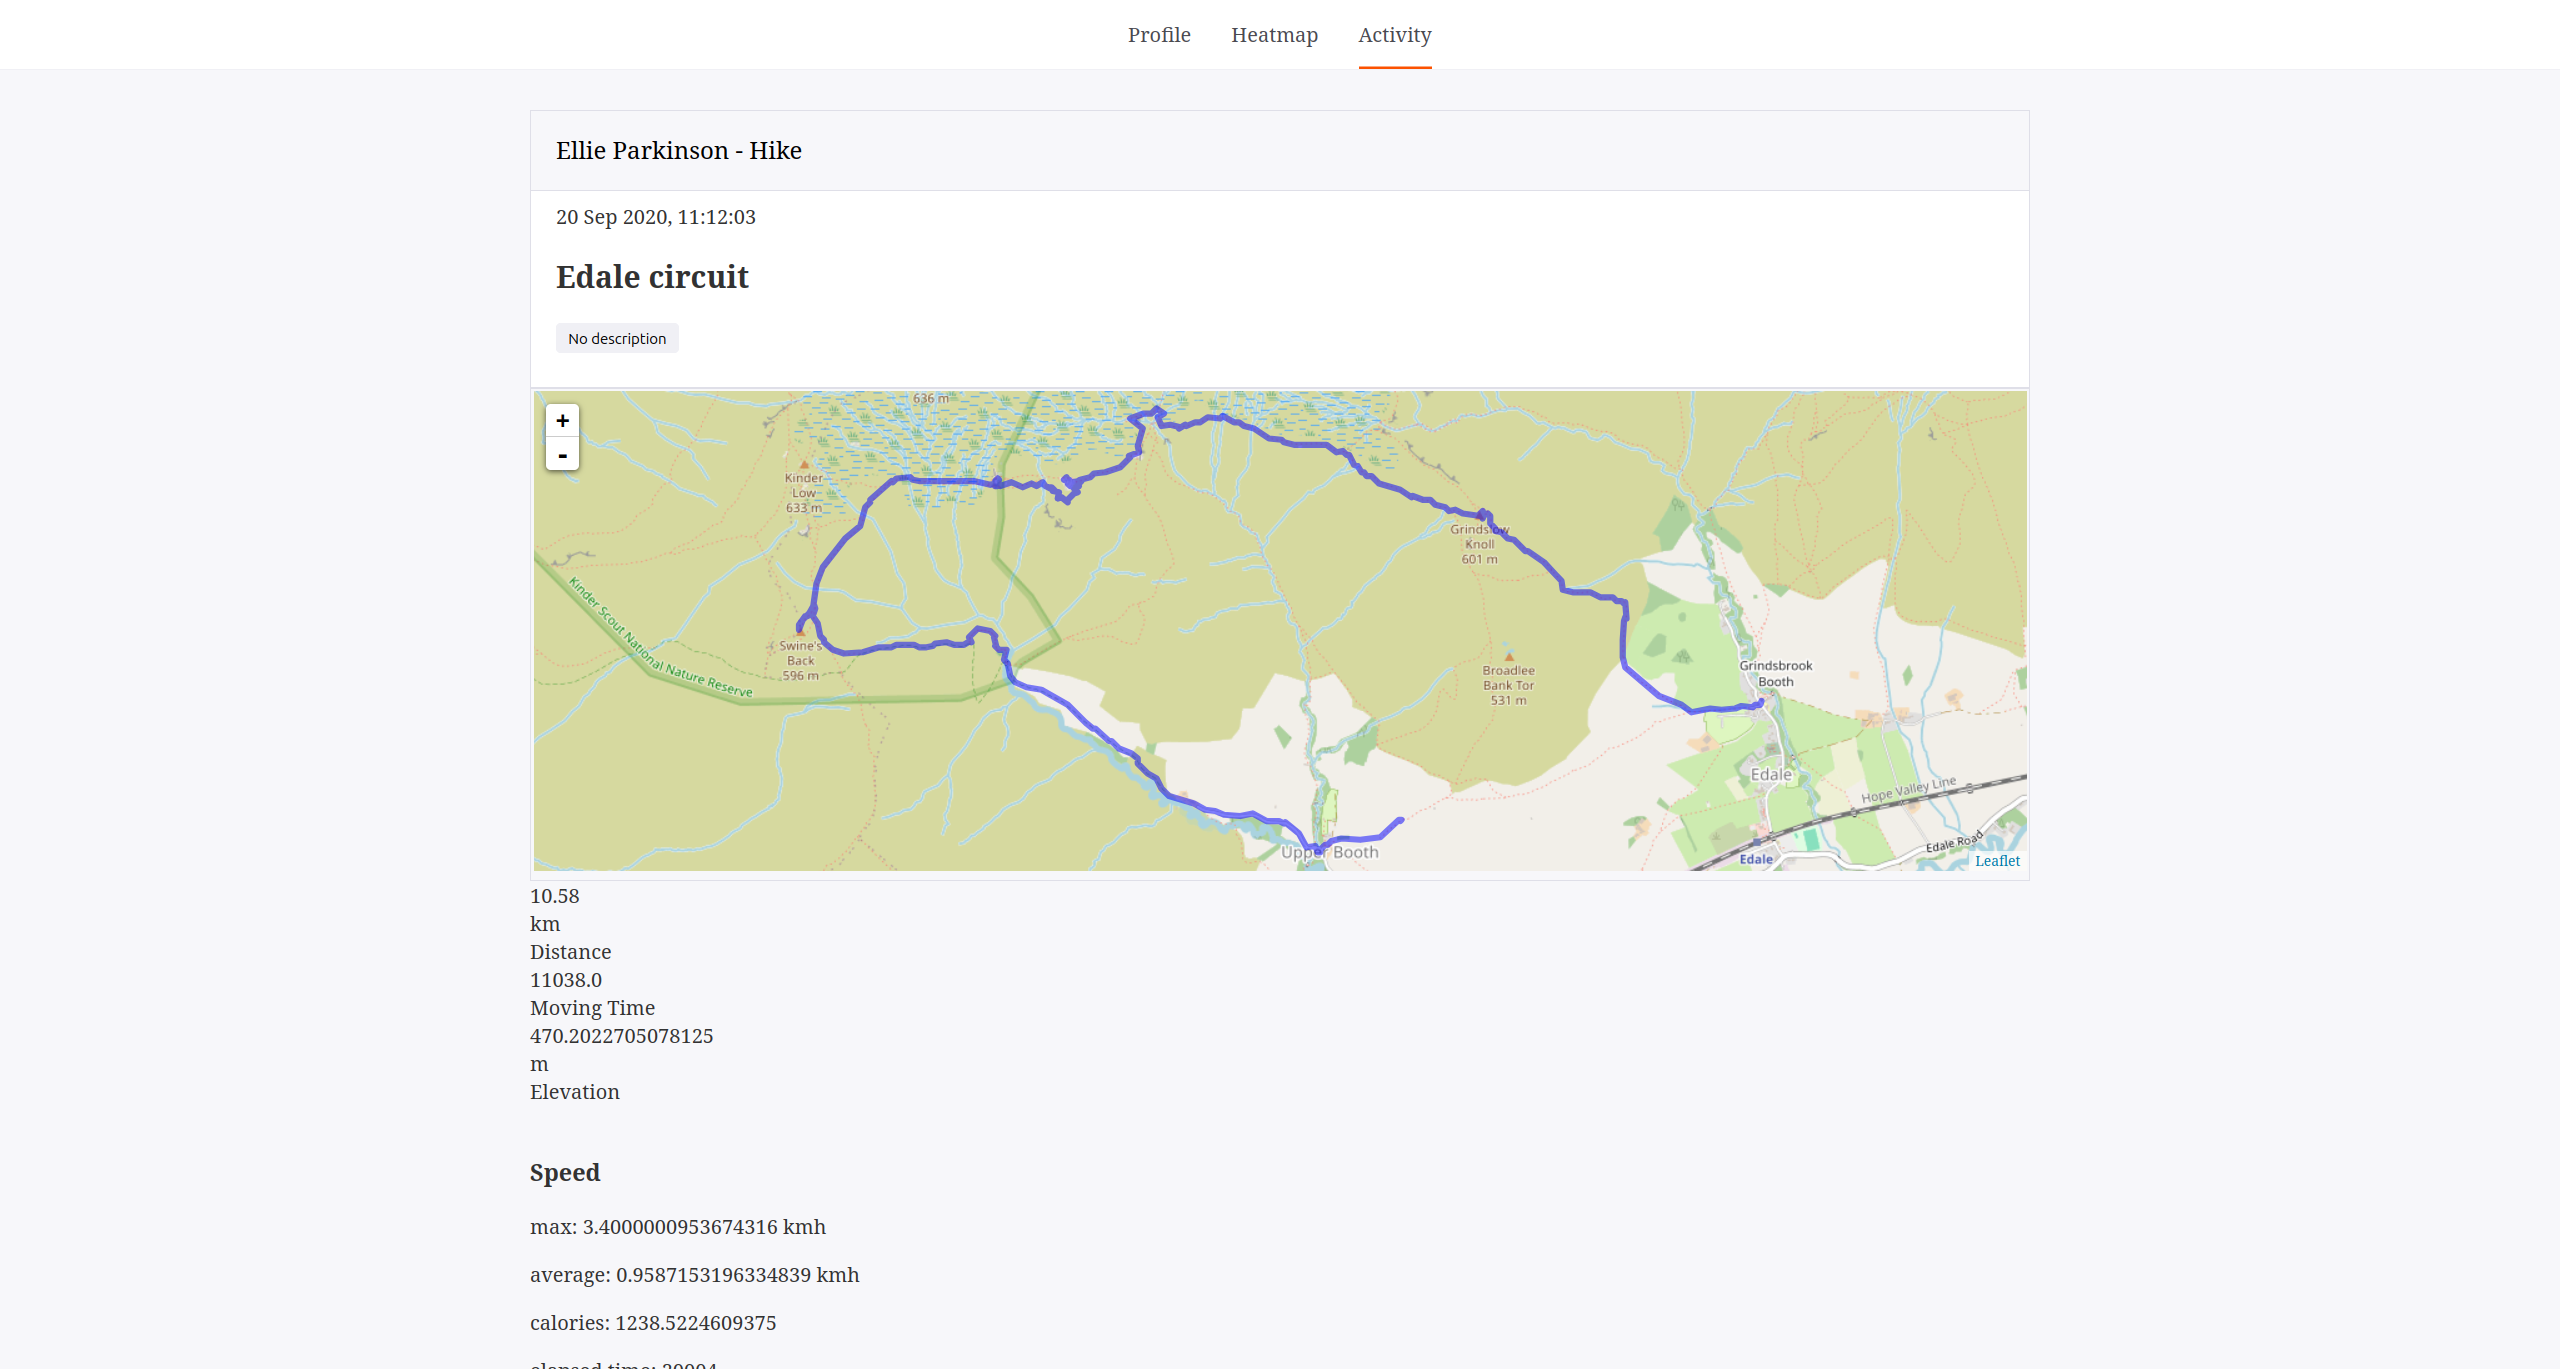 Profile Heatmap Activity
Ellie Parkinson - Hike
20 Sep 2020, 11:12:03
Edale circuit
No description
+
-
636 m
Kinder
Low
633 m
Grindslow
Knoll
601 m
Kinder Scout National Nature Reserve
Swine's
Back
596 m
Broadlee
Bank Tor
531 m
Grindsbrook
Booth
Edale
Hope Valley Line
Edale Road
Upper Booth
Edale
Leaflet
10.58
km
Distance
11038.0
Moving Time
470.2022705078125
m
Elevation
Speed
max: 3.4000000953674316 kmh
average: 0.9587153196334839 kmh
calories: 1238.5224609375